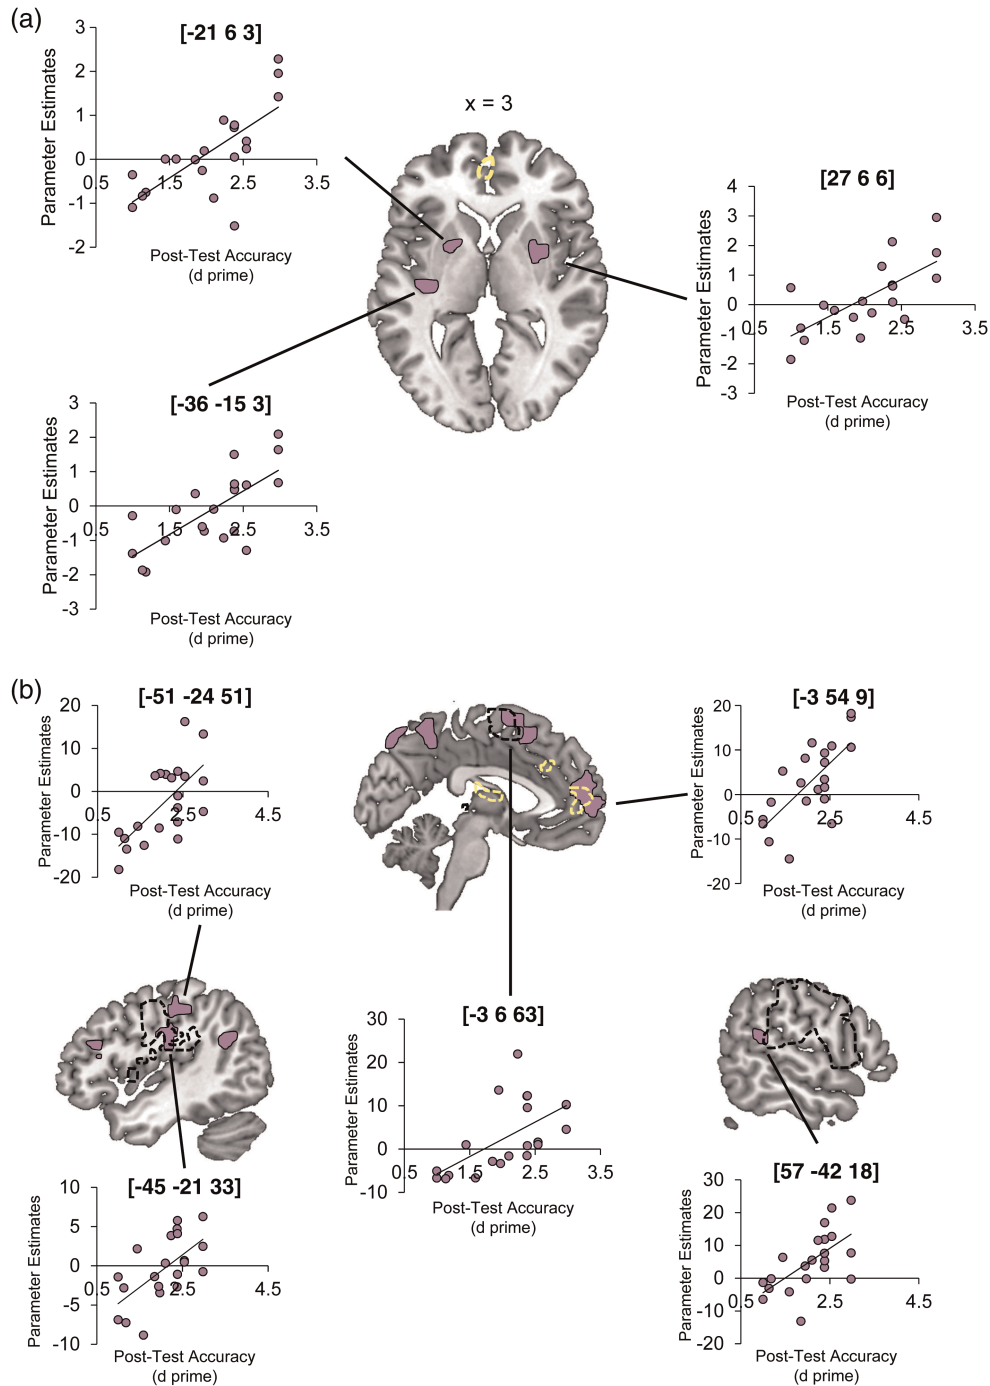 (a)
[-21 6 3]
Parameter Estimates
3
2
1
0
-1
-2
0.5
1.5
2.5
3.5
Post-Test Accuracy
(d prime)
x = 3
[27 6 6]
Parameter Estimates
4
3
2
1
0
-1
-2
-3
0.5
1.5
2.5
3.5
Post-Test Accuracy
(d prime)
[-36 -15 3]
Parameter Estimates
3
2
1
0
-1
-2
-3
0.5
1.5
2.5
3.5
Post-Test Accuracy
(d prime)
(b)
[-51 -24 51]
Parameter Estimates
20
10
0
-10
-20
0.5
2.5
4.5
Post-Test Accuracy
(d prime)
[-3 54 9]
Parameter Estimates
20
10
0
-10
-20
0.5
2.5
4.5
Post-Test Accuracy
(d prime)
[-3 6 63]
Parameter Estimates
30
20
10
0
-10
0.5
1.5
2.5
3.5
Post-Test Accuracy
(d prime)
[-45 -21 33]
Parameter Estimates
10
5
0
-5
-10
0.5
2.5
4.5
Post-Test Accuracy
(d prime)
[57 -42 18]
Parameter Estimates
30
20
10
0
-10
-20
0.5
2.5
4.5
Post-Test Accuracy
(d prime)